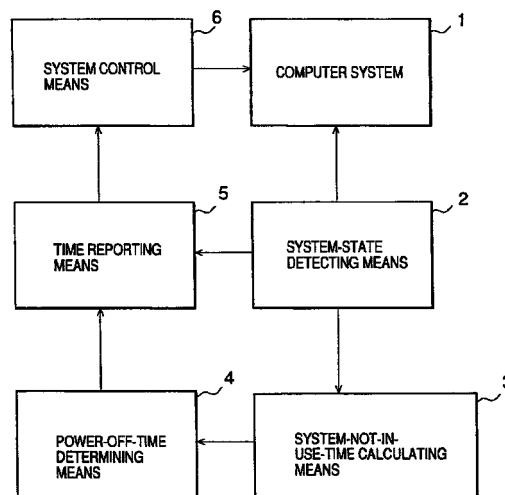 6
SYSTEM CONTROL
MEANS
1
COMPUTER SYSTEM
5
TIME REPORTING
MEANS
2
SYSTEM-STATE
DETECTING MEANS
4
POWER-OFF-TIME
DETERMINING
MEANS
3
SYSTEM-NOT-IN-
USE-TIME CALCULATING
MEANS